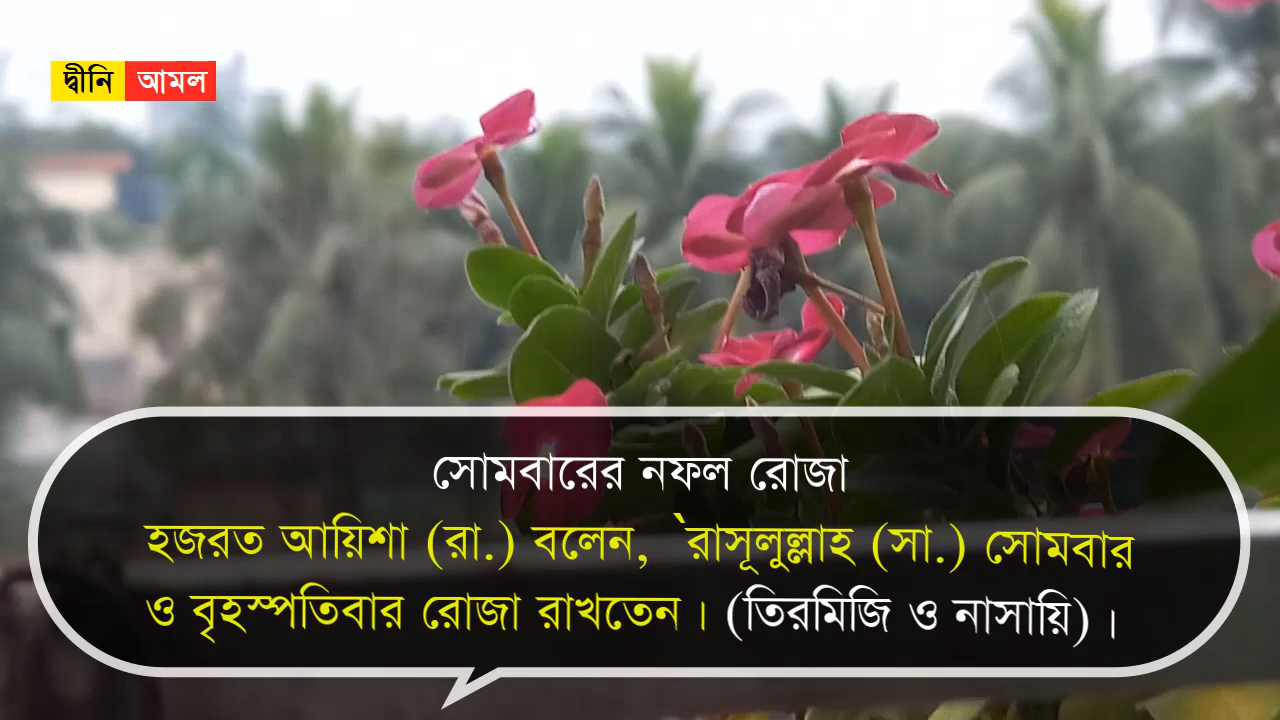 দ্বীনি আমল
সোমবারের নফল রোজা
হজরত আয়িশা (রা.) বলেন, `রাসূলুল্লাহ (সা.) সোমবার
ও বৃহস্পতিবার রোজা রাখতেন। (তিরমিজি ও নাসায়ি)।